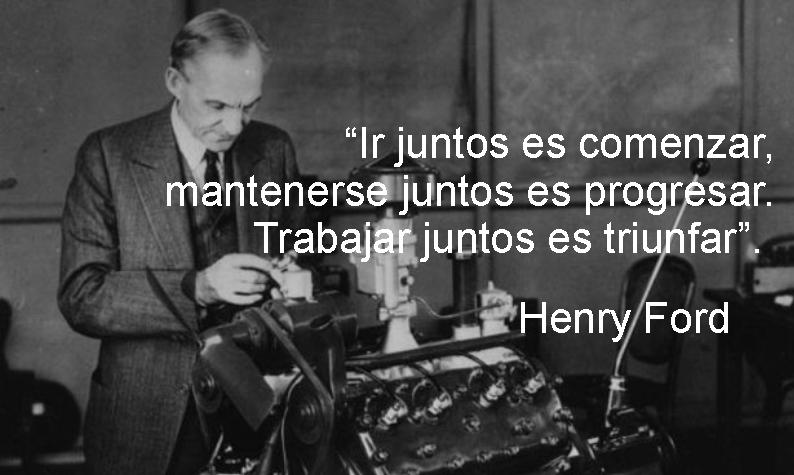 “Ir juntos es comenzar,
mantenerse juntos es progresar.
Trabajar juntos es triunfar”.
Henry Ford